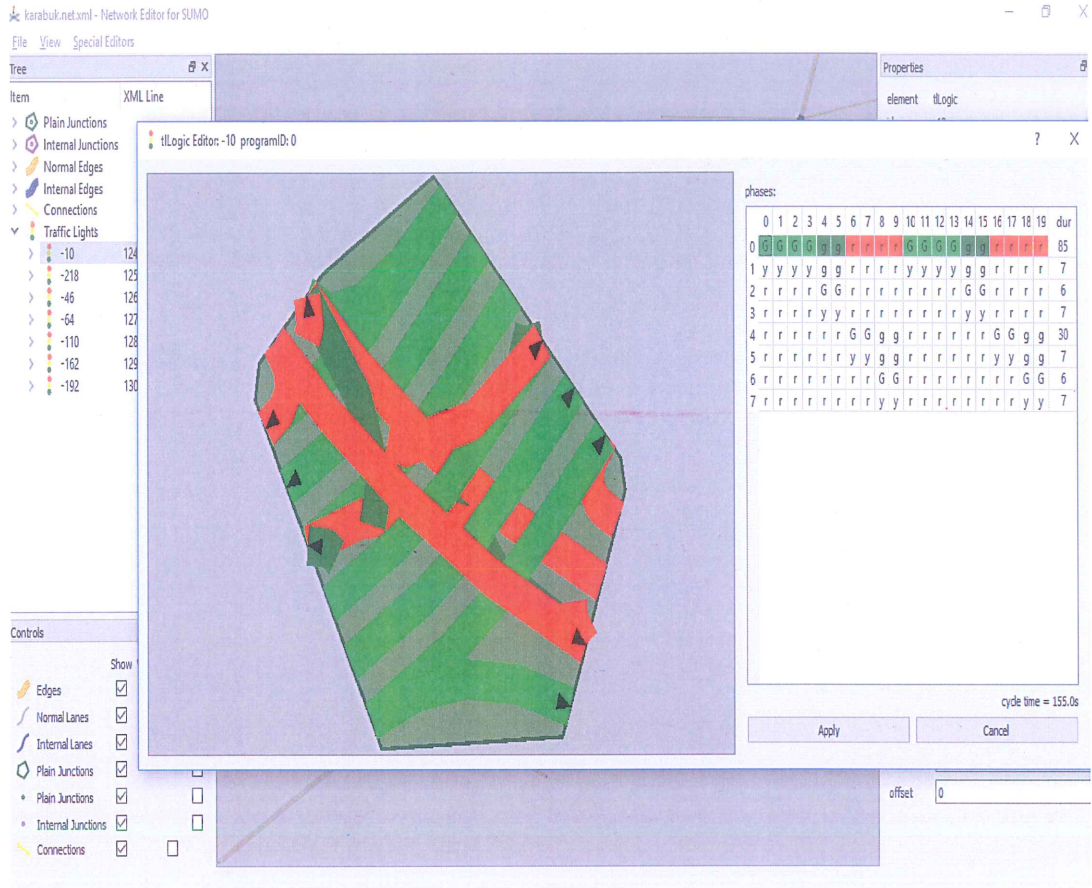 karabuk.net.xml - Network Editor for SUMO
File View Special Editors
Tree
Item XML Line
Plain Junctions
Internal Junctions
Normal Edges
Internal Edges
Connections
Traffic Lights
-10 124
-218 125
-46 126
-64 127
-110 128
-162 129
-192 130
Controls
Show
Edges
Normal Lanes
Internal Lanes
Plain Junctions
Plain Junctions
Internal Junctions
Connections
Properties
element tlLogic
tlLogic Editor: -10 programID: 0 ? X
phases:
0 1 2 3 4 5 6 7 8 9 10 11 12 13 14 15 16 17 18 19 dur
0 G G G G g g r r r r G G G G g g r r r r 85
1 y y y y g g r r r r y y y y g g r r r r 7
2 r r r r G G r r r r r r r r G G r r r r 6
3 r r r r y y r r r r r r r r y y r r r r 7
4 r r r r r r G G g g r r r r r r G G g g 30
5 r r r r r r y y g g r r r r r r y y g g 7
6 r r r r r r r r G G r r r r r r r r G G 6
7 r r r r r r r r y y r r r r r r r r y y 7
cycle time = 155.0s
Apply Cancel
offset 0